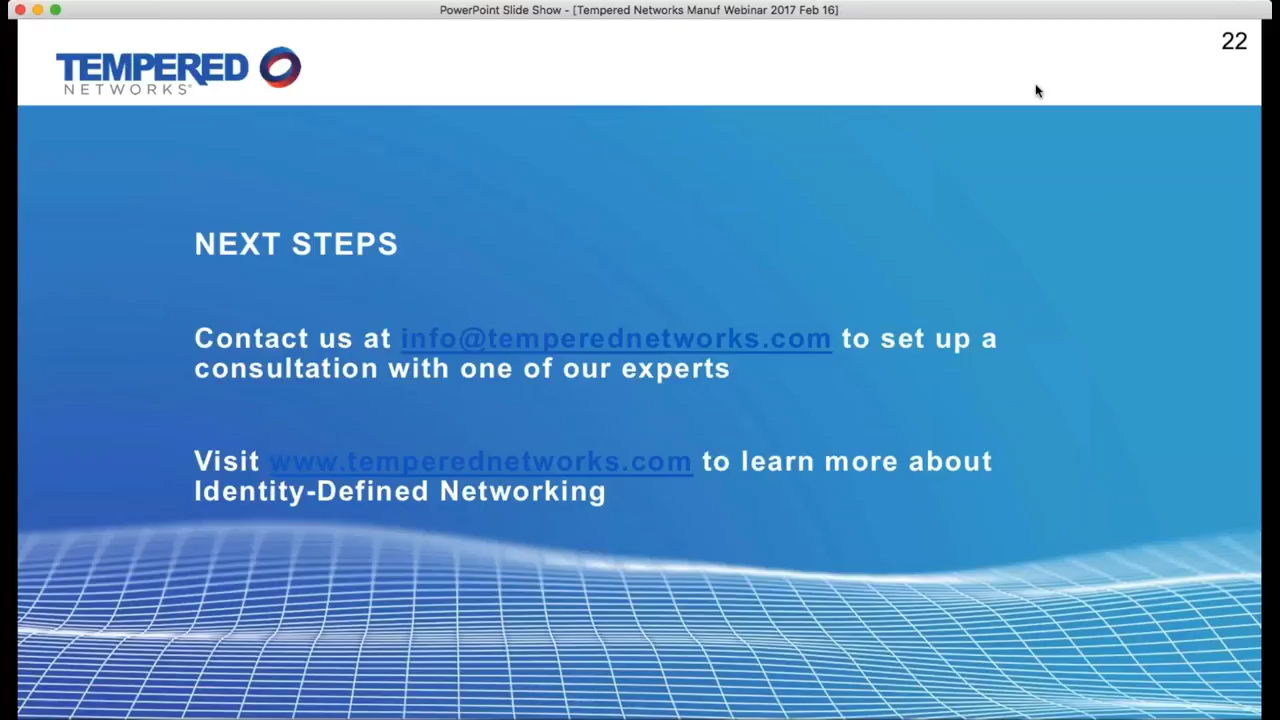 PowerPoint Slide Show - [Tempered Networks Manuf Webinar 2017 Feb 16]
22
TEMPERED
NETWORKS®
NEXT STEPS
Contact us at info@temperednetworks.com to set up a
consultation with one of our experts
Visit www.temperednetworks.com to learn more about
Identity-Defined Networking